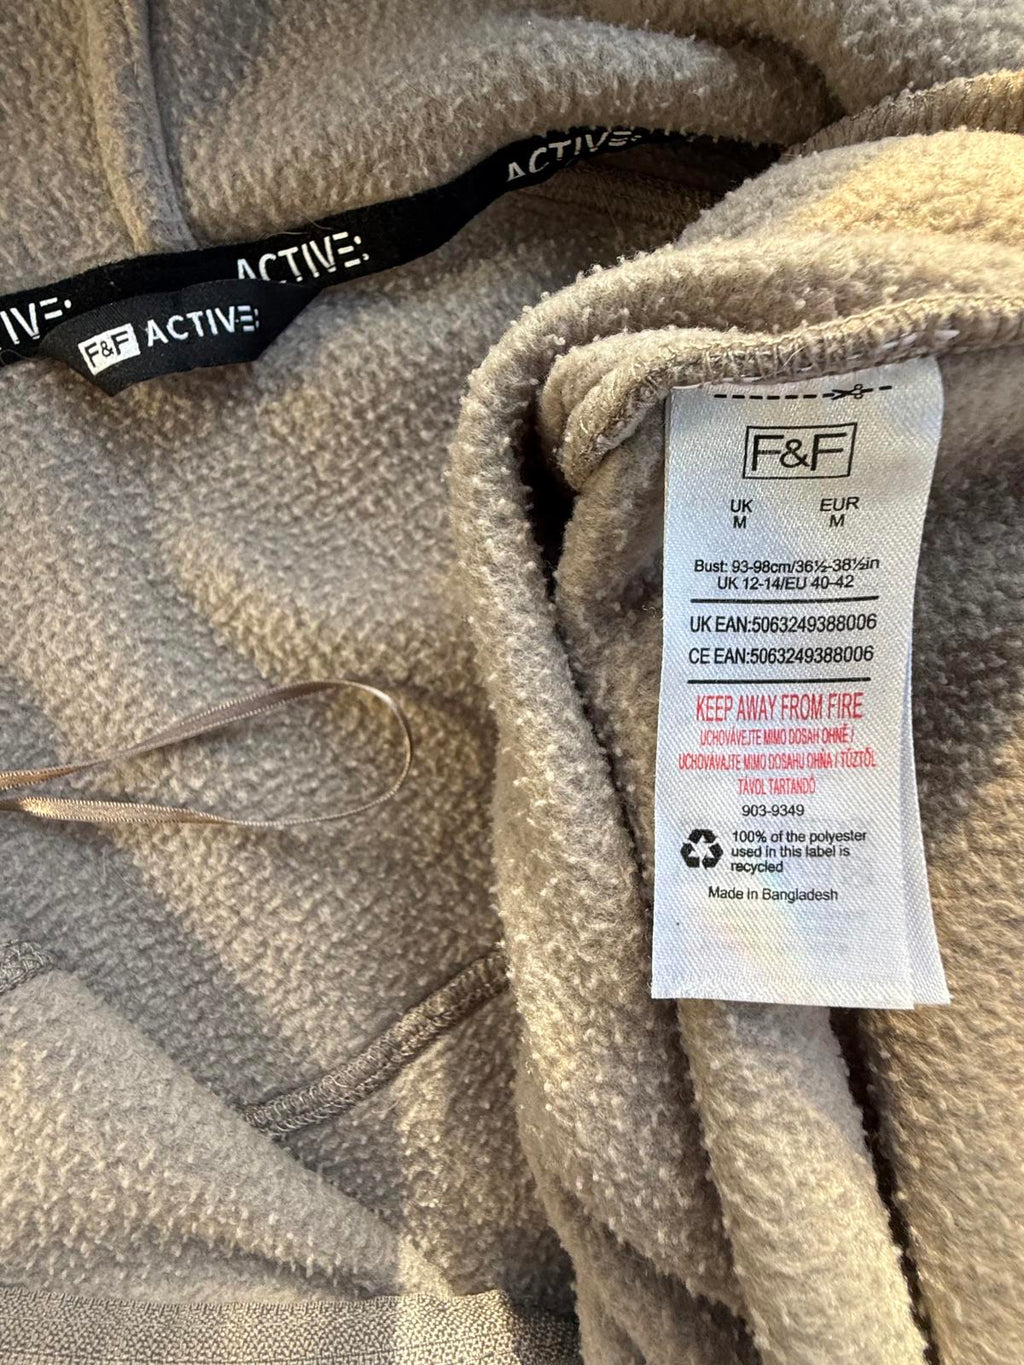 ACTIVE:
ACTIVE:
IVE:
F&F ACTIVE:
F&F
UK EUR
M M
Bust: 93-98cm/36½-38½in
UK 12-14/EU 40-42
UK EAN:5063249388006
CE EAN:5063249388006
KEEP AWAY FROM FIRE
UCHOVÁVEJTE MIMO DOSAH OHNĚ /
UCHOVÁVAJTE MIMO DOSAHU OHŇA / TŰZTŐL
TÁVOL TARTANDÓ
903-9349
100% of the polyester
used in this label is
recycled
Made in Bangladesh